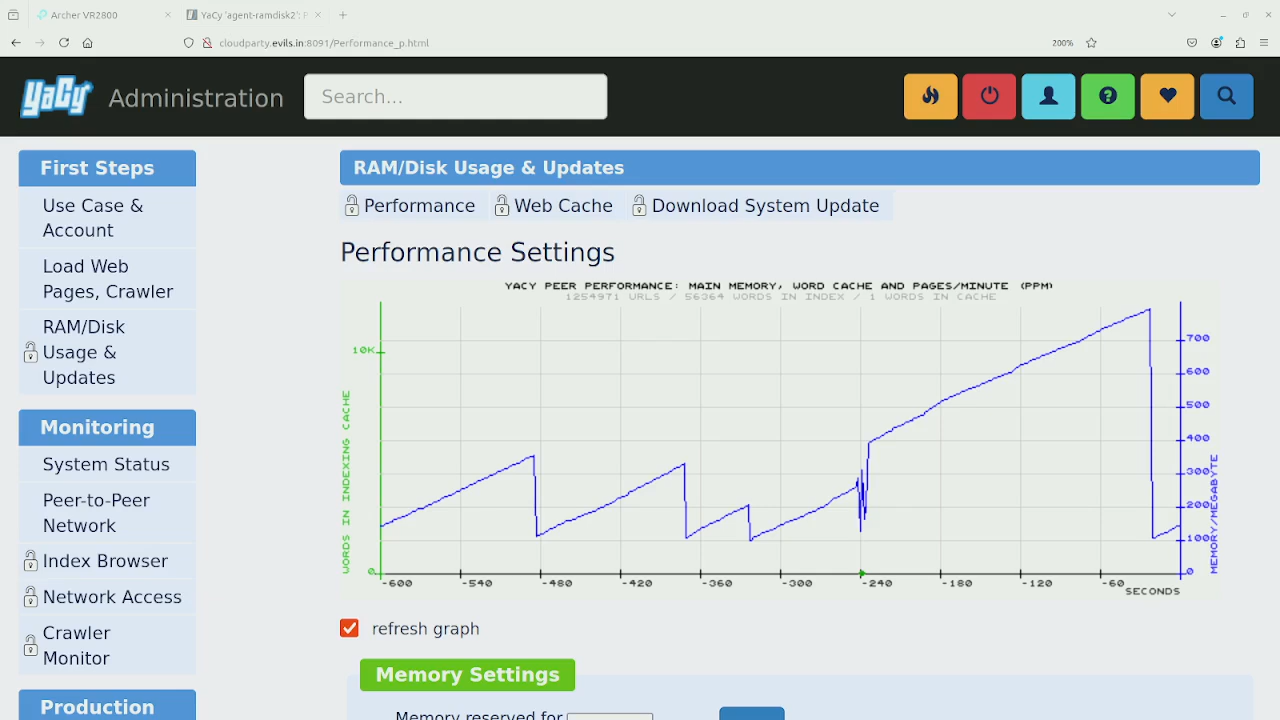 Archer VR2800
YaCy 'agent-ramdisk2': F
cloudparty.evils.in:8091/Performance_p.html
200%
YaCy
Administration
Search...
First Steps
Use Case &
Account
Load Web
Pages, Crawler
RAM/Disk
Usage &
Updates
Monitoring
System Status
Peer-to-Peer
Network
Index Browser
Network Access
Crawler
Monitor
Production
RAM/Disk Usage & Updates
Performance
Web Cache
Download System Update
Performance Settings
YACY PEER PERFORMANCE: MAIN MEMORY, WORD CACHE AND PAGES/MINUTE (PPM)
1254971 URLS / 56364 WORDS IN INDEX / 1 WORDS IN CACHE
10K
0
WORDS IN INDEXING CACHE
700
600
500
400
300
200
100
0
MEMORY/MEGABYTE
-600 -540 -480 -420 -360 -300 -240 -180 -120 -60
SECONDS
refresh graph
Memory Settings
Memory reserved for